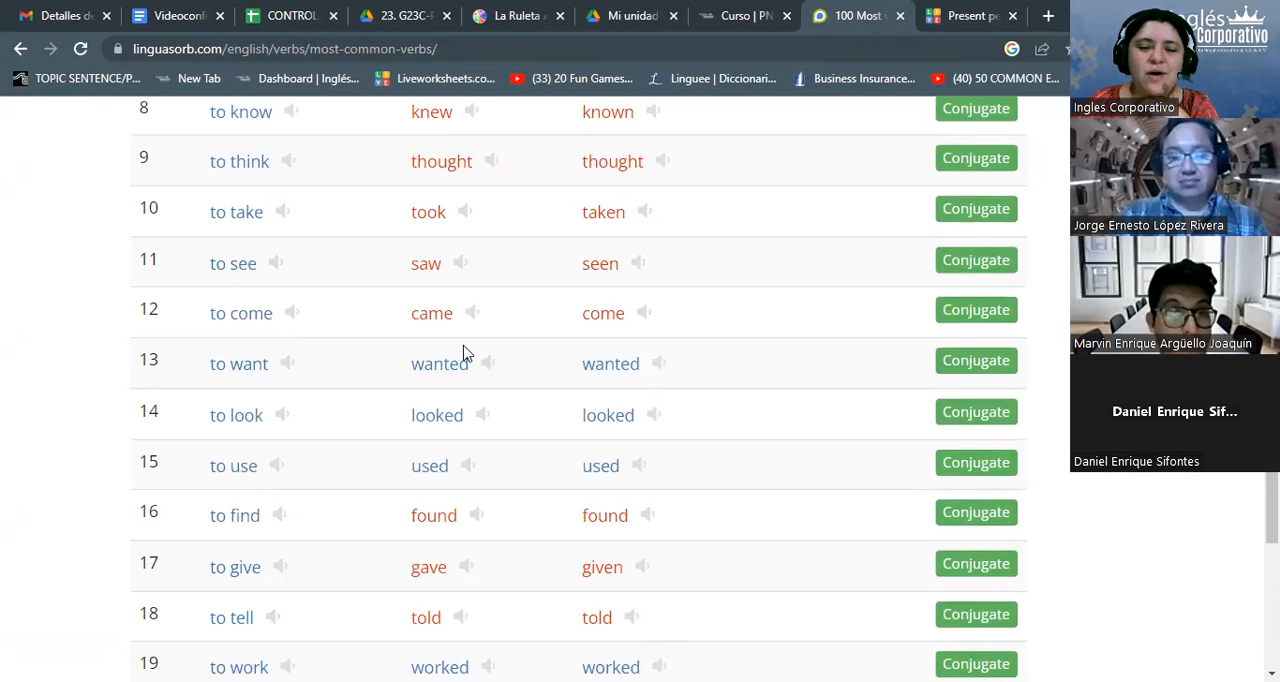 Detalles de
Videoconf
CONTROL
23. G23C-F
La Ruleta
Mi unidad
Curso | PN
100 Most
Present pe
linguasorb.com/english/verbs/most-common-verbs/
TOPIC SENTENCE/P...
New Tab
Dashboard | Inglés...
Liveworksheets.co...
(33) 20 Fun Games...
Linguee | Diccionari...
Business Insurance...
(40) 50 COMMON E...
8 to know knew known Conjugate
9 to think thought thought Conjugate
10 to take took taken Conjugate
11 to see saw seen Conjugate
12 to come came come Conjugate
13 to want wanted wanted Conjugate
14 to look looked looked Conjugate
15 to use used used Conjugate
16 to find found found Conjugate
17 to give gave given Conjugate
18 to tell told told Conjugate
19 to work worked worked Conjugate
Inglés
Corporativo
Ingles Corporativo
Jorge Ernesto López Rivera
Marvin Enrique Argüello Joaquín
Daniel Enrique Sif...
Daniel Enrique Sifontes